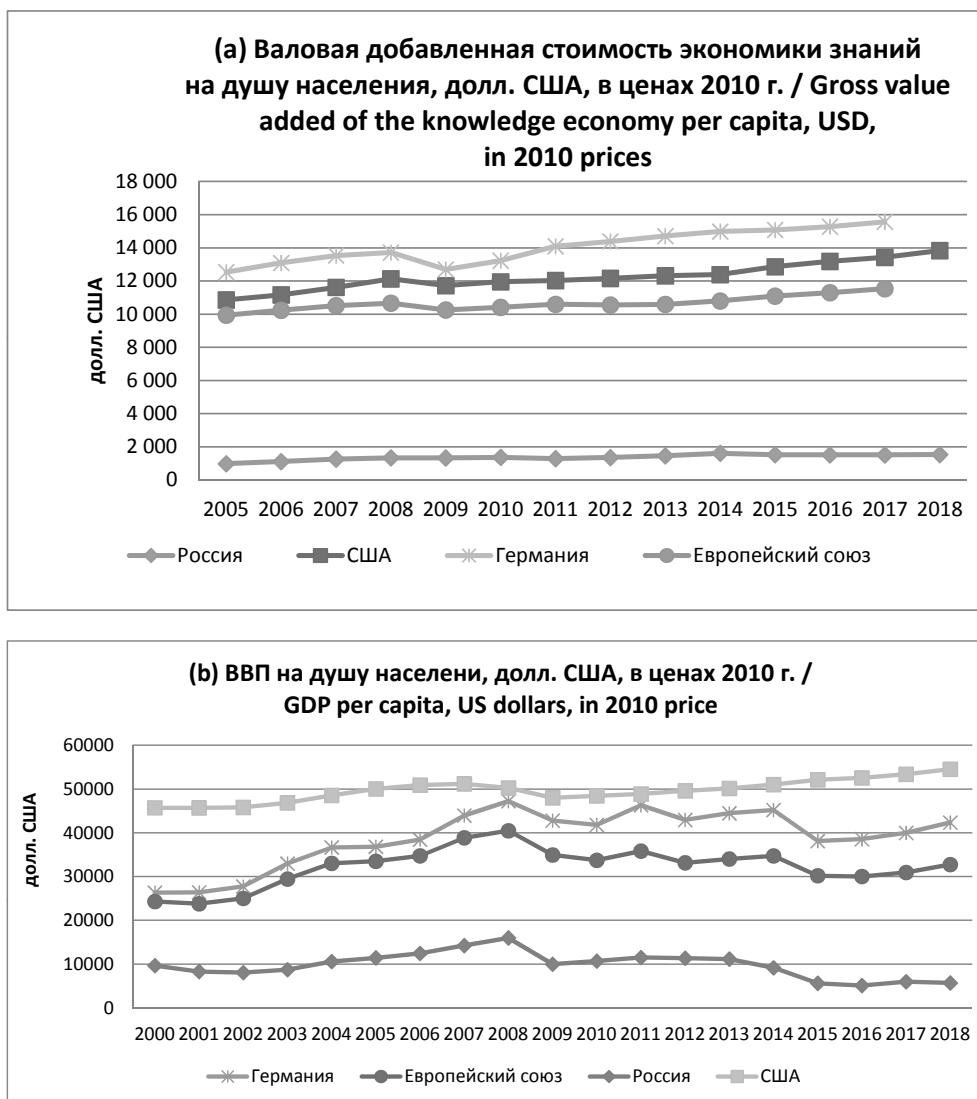 (a) Валовая добавленная стоимость экономики знаний
на душу населения, долл. США, в ценах 2010 г. / Gross value
added of the knowledge economy per capita, USD,
in 2010 prices
долл. США
18 000
16 000
14 000
12 000
10 000
8 000
6 000
4 000
2 000
0
2005 2006 2007 2008 2009 2010 2011 2012 2013 2014 2015 2016 2017 2018
Россия США Германия Европейский союз
(b) ВВП на душу населени, долл. США, в ценах 2010 г. /
GDP per capita, US dollars, in 2010 price
долл. США
60000
50000
40000
30000
20000
10000
0
2000 2001 2002 2003 2004 2005 2006 2007 2008 2009 2010 2011 2012 2013 2014 2015 2016 2017 2018
Германия Европейский союз Россия США